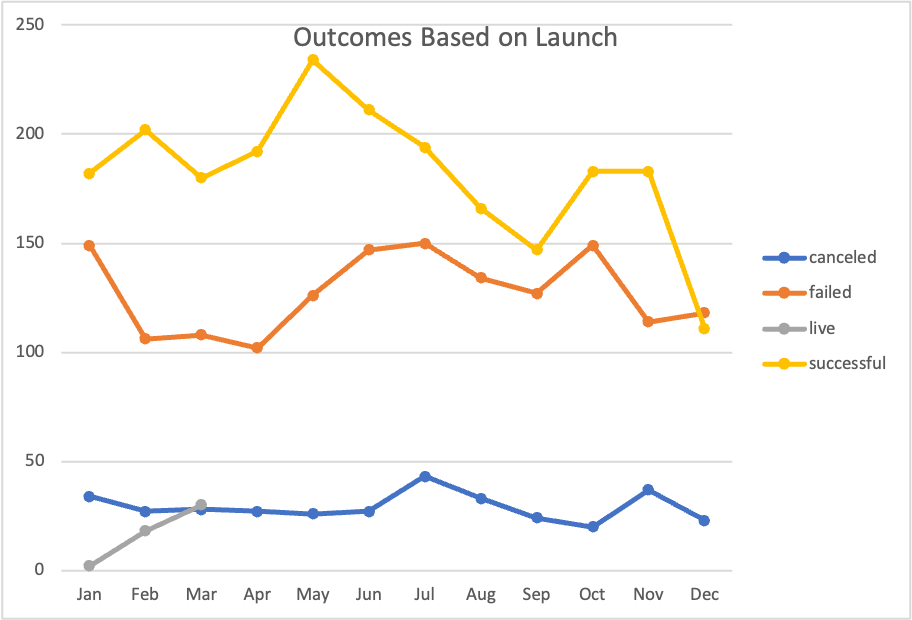 Outcomes Based on Launch
250
200
150
100
50
0
Jan Feb Mar Apr May Jun Jul Aug Sep Oct Nov Dec
canceled
failed
live
successful